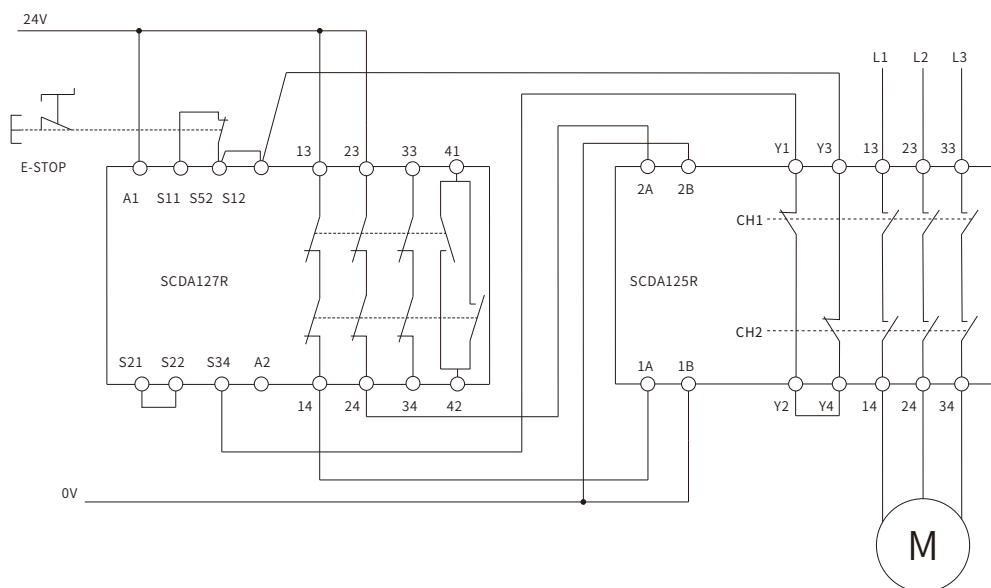 24V
L1 L2 L3
E-STOP
13 23 33 41 Y1 Y3 13 23 33
A1 S11 S52 S12 2A 2B
CH1
SCDA127R SCDA125R
CH2
S21 S22 S34 A2 1A 1B
14 24 34 42 Y2 Y4 14 24 34
0V
M